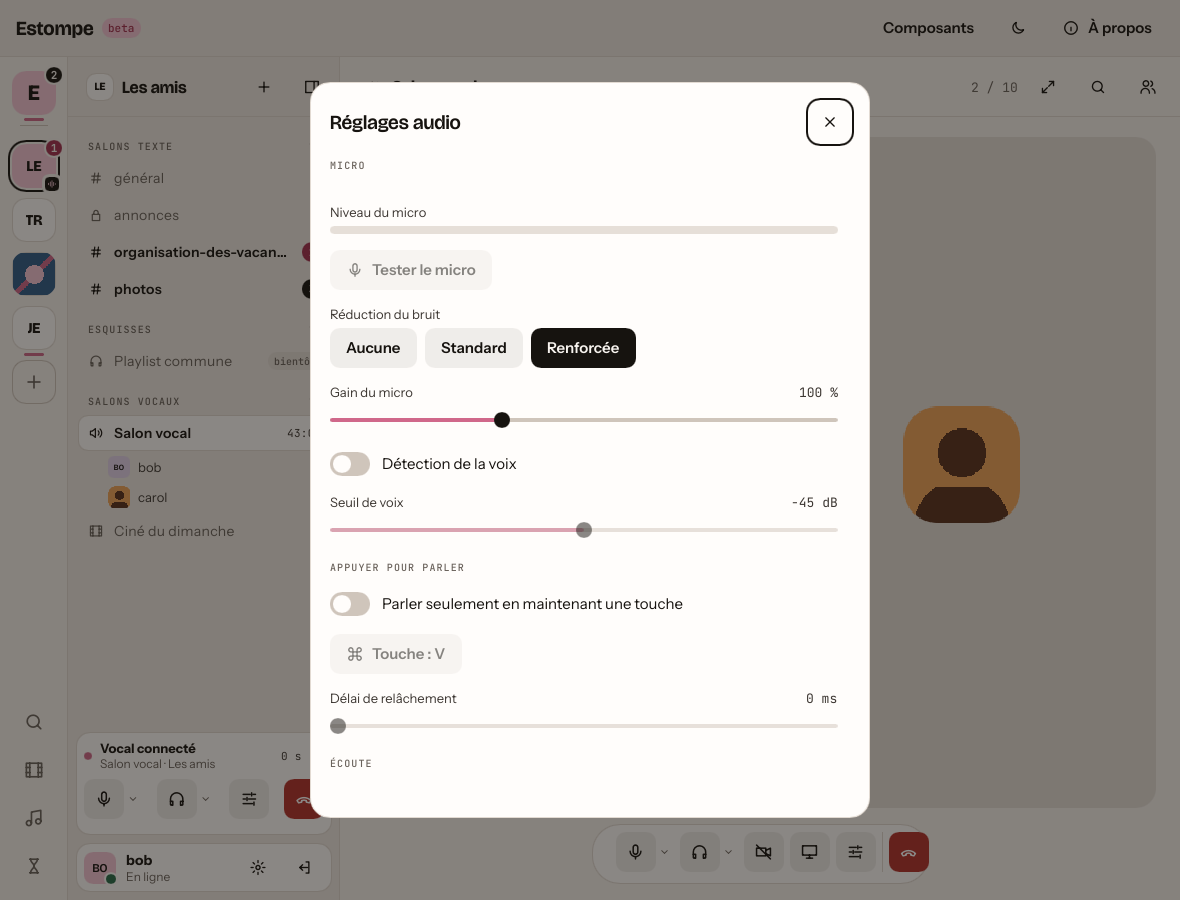 Estompe beta
Composants
À propos
E 2
LE Les amis
2 / 10
SALONS TEXTE
LE 1
général
annonces
TR
organisation-des-vacan...
photos
JE
ESQUISSES
Playlist commune
SALONS VOCAUX
Salon vocal
BO bob
carol
Ciné du dimanche
Vocal connecté
Salon vocal · Les amis
0 s
BO bob
En ligne
Réglages audio
MICRO
Niveau du micro
Tester le micro
Réduction du bruit
Aucune Standard Renforcée
Gain du micro 100 %
Détection de la voix
Seuil de voix -45 dB
APPUYER POUR PARLER
Parler seulement en maintenant une touche
Touche : V
Délai de relâchement 0 ms
ÉCOUTE